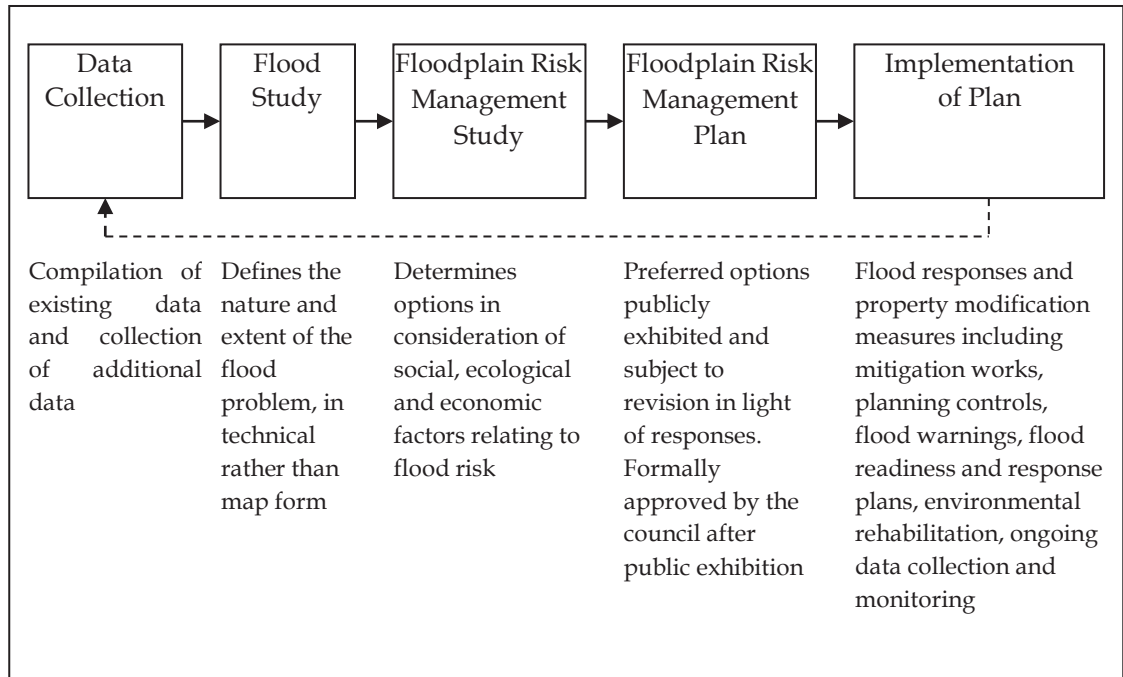 Data
Collection
Flood
Study
Floodplain Risk
Management
Study
Floodplain Risk
Management
Plan
Implementation
of Plan
Compilation of
existing data
and collection
of additional
data
Defines the
nature and
extent of the
flood
problem, in
technical
rather than
map form
Determines
options in
consideration of
social, ecological
and economic
factors relating to
flood risk
Preferred options
publicly
exhibited and
subject to
revision in light
of responses.
Formally
approved by the
council after
public exhibition
Flood responses and
property modification
measures including
mitigation works,
planning controls,
flood warnings, flood
readiness and response
plans, environmental
rehabilitation, ongoing
data collection and
monitoring